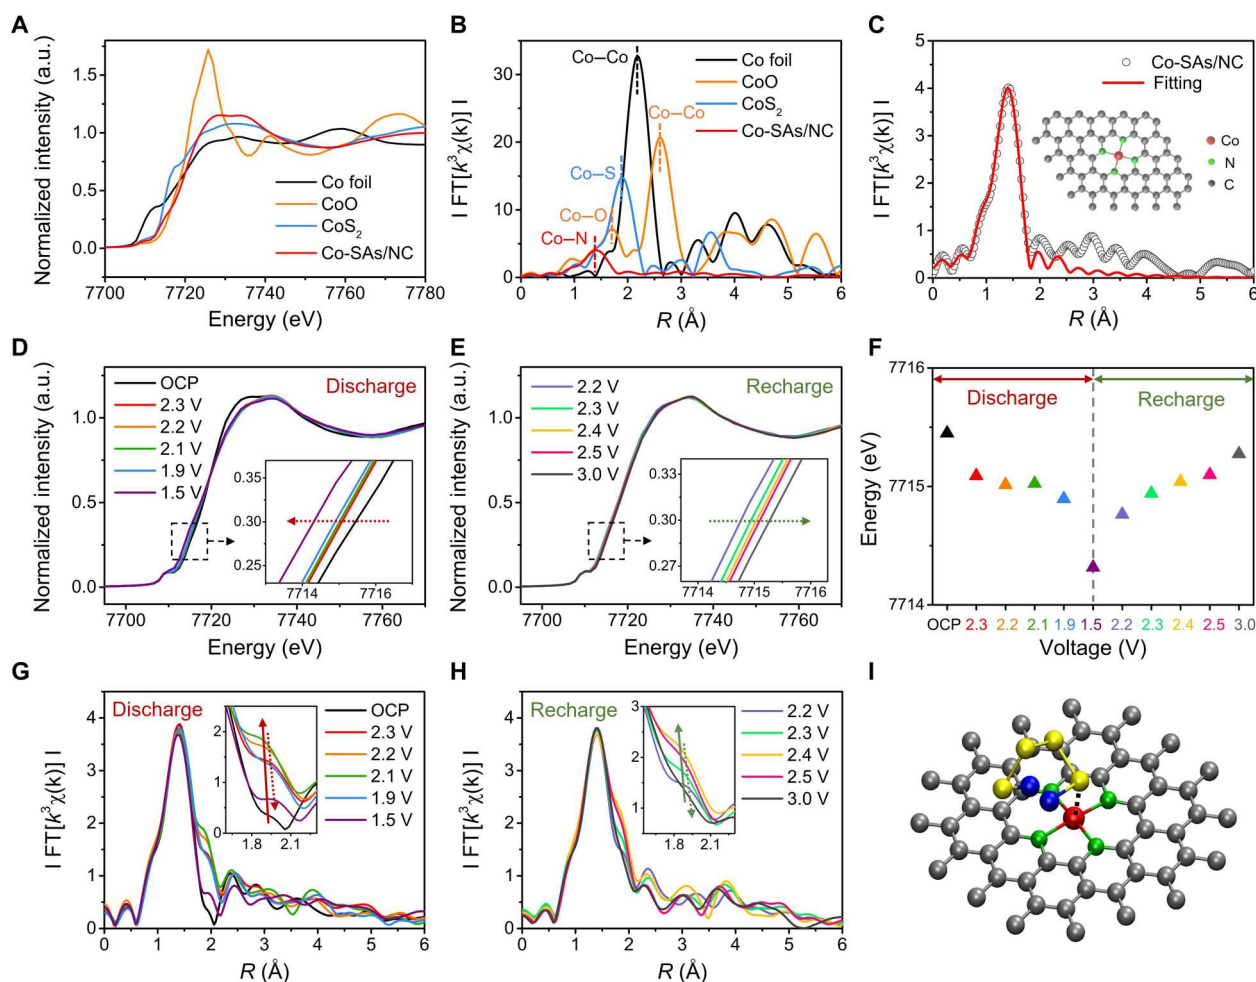 A
Normalized intensity (a.u.)
1.5
1.0
0.5
0.0
Co foil
CoO
CoS2
Co-SAs/NC
7700 7720 7740 7760 7780
Energy (eV)
B
I FT[k3χ(k)] I
30
20
10
0
Co–Co
Co–Co
Co–S
Co–O
Co–N
Co foil
CoO
CoS2
Co-SAs/NC
0 1 2 3 4 5 6
R (Å)
C
I FT[k3χ(k)] I
5
4
3
2
1
0
Co-SAs/NC
Fitting
Co
N
C
0 1 2 3 4 5 6
R (Å)
D
Normalized intensity (a.u.)
1.0
0.5
0.0
OCP
2.3 V
2.2 V
2.1 V
1.9 V
1.5 V
Discharge
0.35
0.30
0.25
7714 7716
7700 7720 7740 7760
Energy (eV)
E
Normalized intensity (a.u.)
1.0
0.5
0.0
2.2 V
2.3 V
2.4 V
2.5 V
3.0 V
Recharge
0.33
0.30
0.27
7714 7715 7716
7700 7720 7740 7760
Energy (eV)
F
Energy (eV)
7716
7715
7714
Discharge
Recharge
OCP 2.3 2.2 2.1 1.9 1.5 2.2 2.3 2.4 2.5 3.0
Voltage (V)
G
I FT[k3χ(k)] I
4
3
2
1
0
Discharge
2
1
0
1.8 2.1
OCP
2.3 V
2.2 V
2.1 V
1.9 V
1.5 V
0 1 2 3 4 5 6
R (Å)
H
I FT[k3χ(k)] I
4
3
2
1
0
Recharge
3
2
1
0
1.8 2.1
2.2 V
2.3 V
2.4 V
2.5 V
3.0 V
0 1 2 3 4 5 6
R (Å)
I